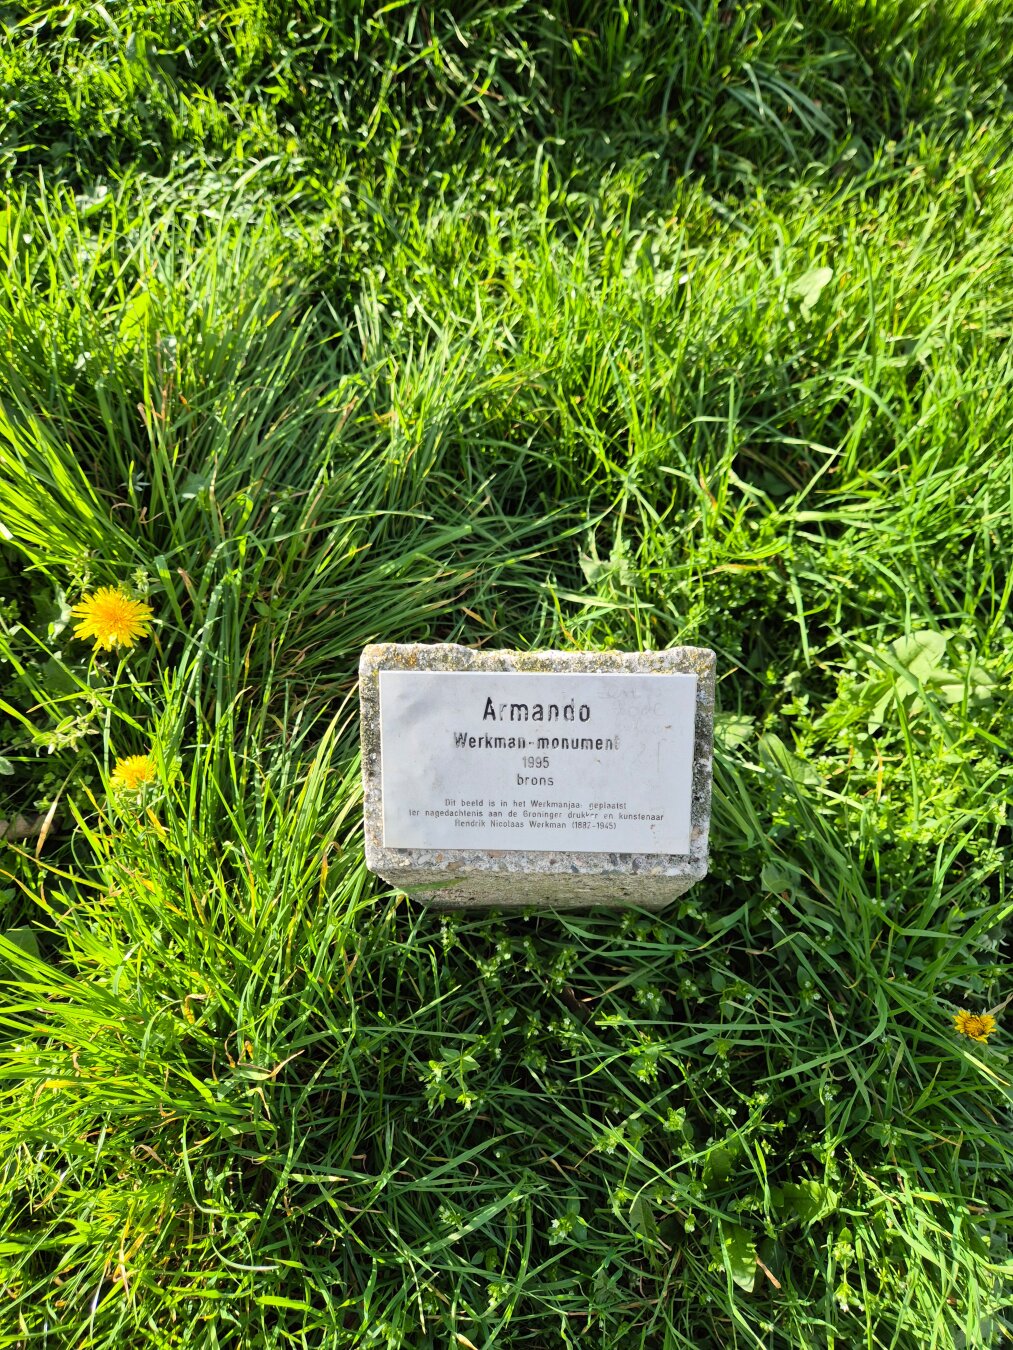 Armando
Werkman-monument
1995
brons
Dit beeld is in het Werkmanjaar geplaatst
ter nagedachtenis aan de Groninger drukker en kunstenaar
Hendrik Nicolaas Werkman (1882-1945)